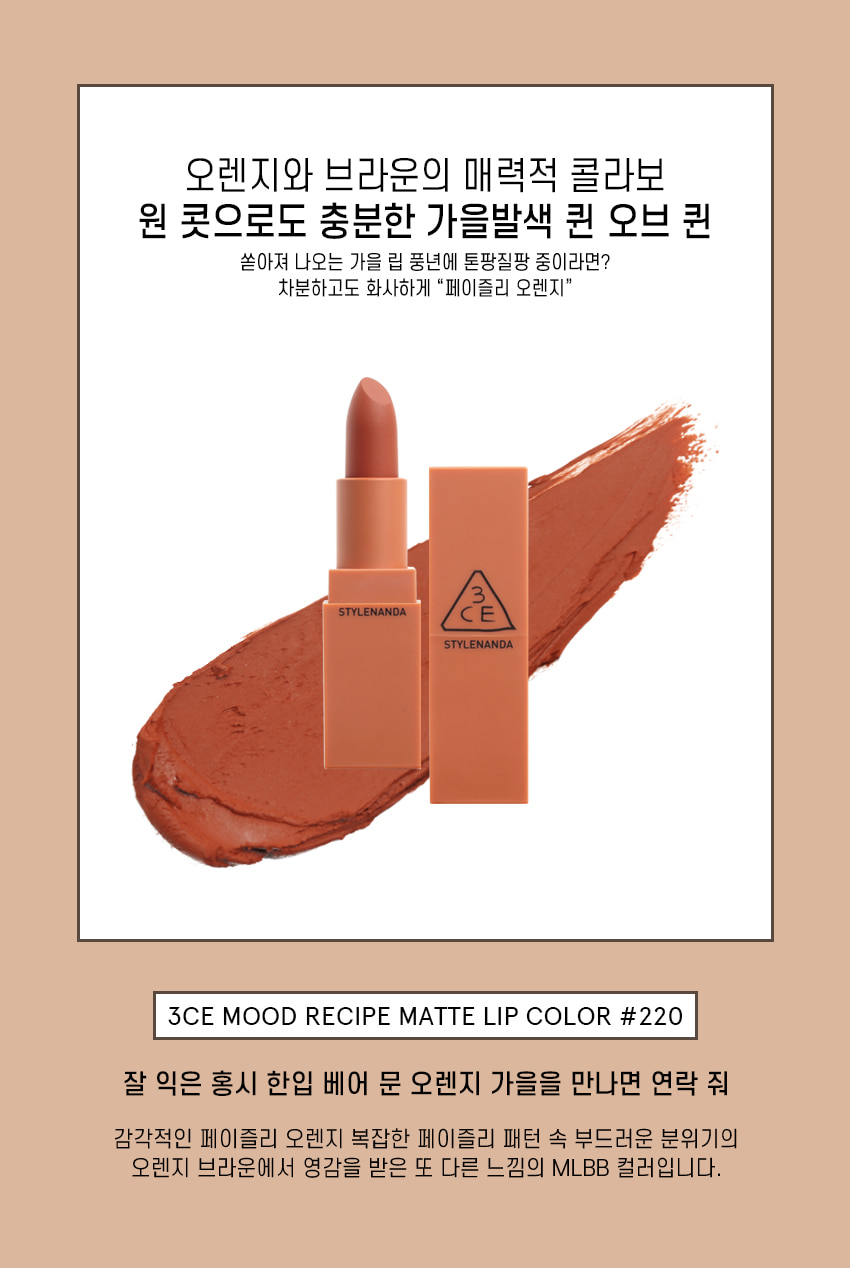 오렌지와 브라운의 매력적 콜라보
원 콧으로도 충분한 가을발색 퀸 오브 퀸
쏟아져 나오는 가을 립 풍년에 톤팡질팡 중이라면?
차분하고도 화사하게 “페이즐리 오렌지”
3
CE
STYLENANDA
STYLENANDA
3CE MOOD RECIPE MATTE LIP COLOR #220
잘 익은 홍시 한입 베어 문 오렌지 가을을 만나면 연락 줘
감각적인 페이즐리 오렌지 복잡한 페이즐리 패턴 속 부드러운 분위기의
오렌지 브라운에서 영감을 받은 또 다른 느낌의 MLBB 컬러입니다.